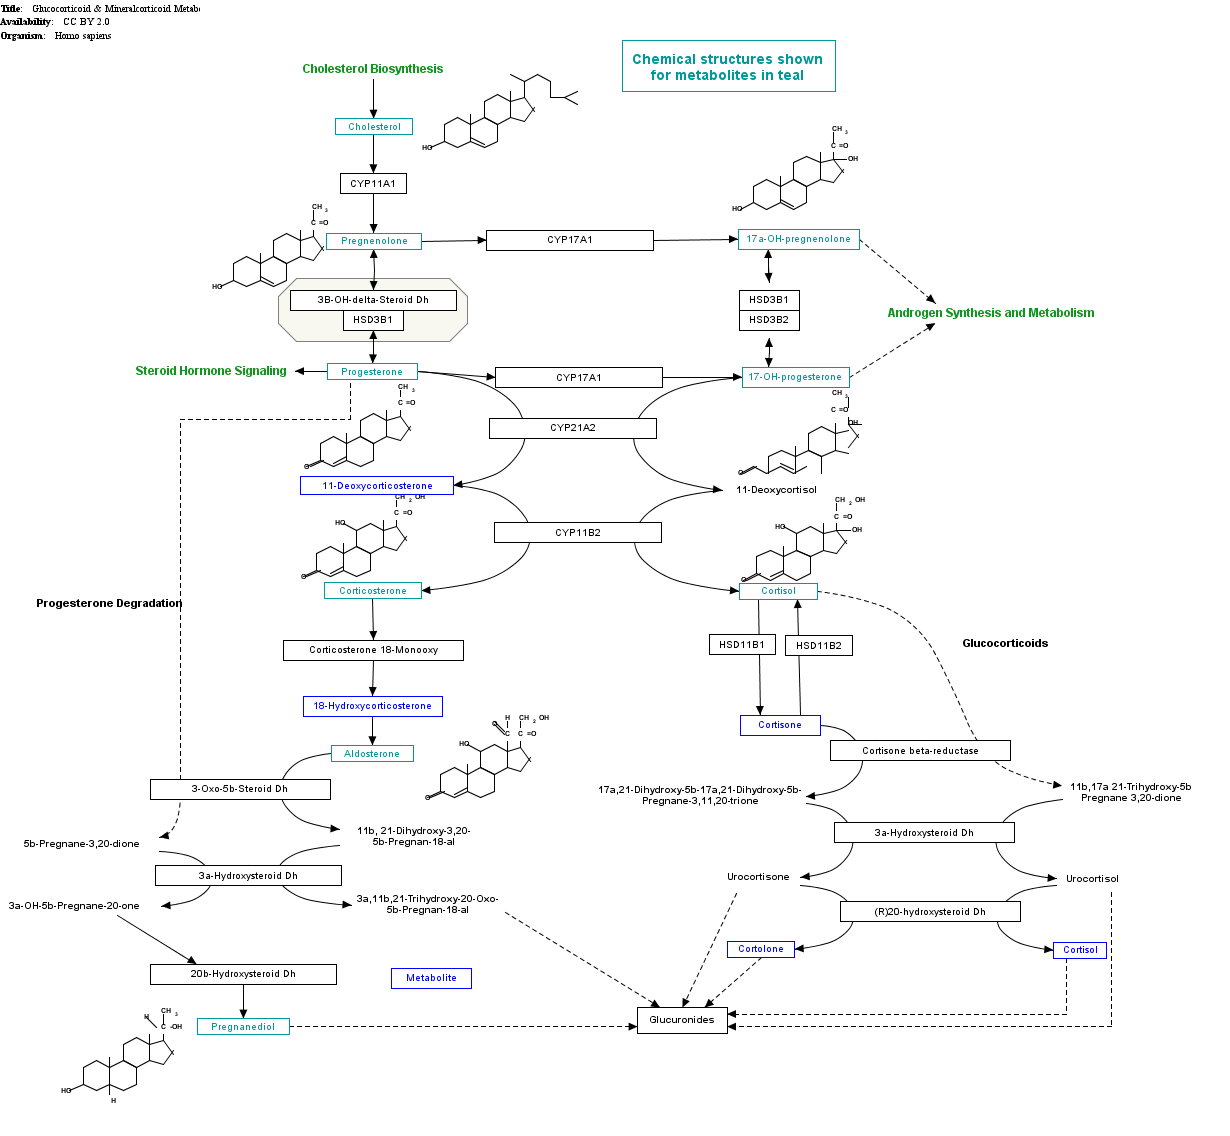 Title: Glucocorticoid & Mineralcorticoid Metabo
Availability: CC BY 2.0
Organism: Homo sapiens
Chemical structures shown
for metabolites in teal
Cholesterol Biosynthesis
Cholesterol
HO
CH 3
C =O
OH
HO
CYP11A1
CH 3
C =O
HO
Pregnenolone
CYP17A1
17a-OH-pregnenolone
3B-OH-delta-Steroid Dh
HSD3B1
HSD3B1
HSD3B2
Androgen Synthesis and Metabolism
Steroid Hormone Signaling
Progesterone
CYP17A1
17-OH-progesterone
CH 3
C =O
O
CH 3
C =O
OH
O
CYP21A2
11-Deoxycorticosterone
11-Deoxycortisol
CH 2 OH
C =O
HO
O
CH 2 OH
C =O
HO
OH
O
CYP11B2
Corticosterone
Cortisol
Progesterone Degradation
Corticosterone 18-Monooxy
HSD11B1
HSD11B2
Glucocorticoids
18-Hydroxycorticosterone
Cortisone
H CH 2 OH
O
C C =O
HO
O
Aldosterone
Cortisone beta-reductase
3-Oxo-5b-Steroid Dh
17a,21-Dihydroxy-5b-17a,21-Dihydroxy-5b-
Pregnane-3,11,20-trione
11b,17a 21-Trihydroxy-5b
Pregnane 3,20-dione
5b-Pregnane-3,20-dione
11b, 21-Dihydroxy-3,20-
5b-Pregnan-18-al
3a-Hydroxysteroid Dh
3a-Hydroxysteroid Dh
Urocortisone
Urocortisol
3a-OH-5b-Pregnane-20-one
3a,11b,21-Trihydroxy-20-Oxo-
5b-Pregnan-18-al
(R)20-hydroxysteroid Dh
Cortolone
Cortisol
20b-Hydroxysteroid Dh
Metabolite
Pregnanediol
Glucuronides
CH 3
H
C -OH
HO
H